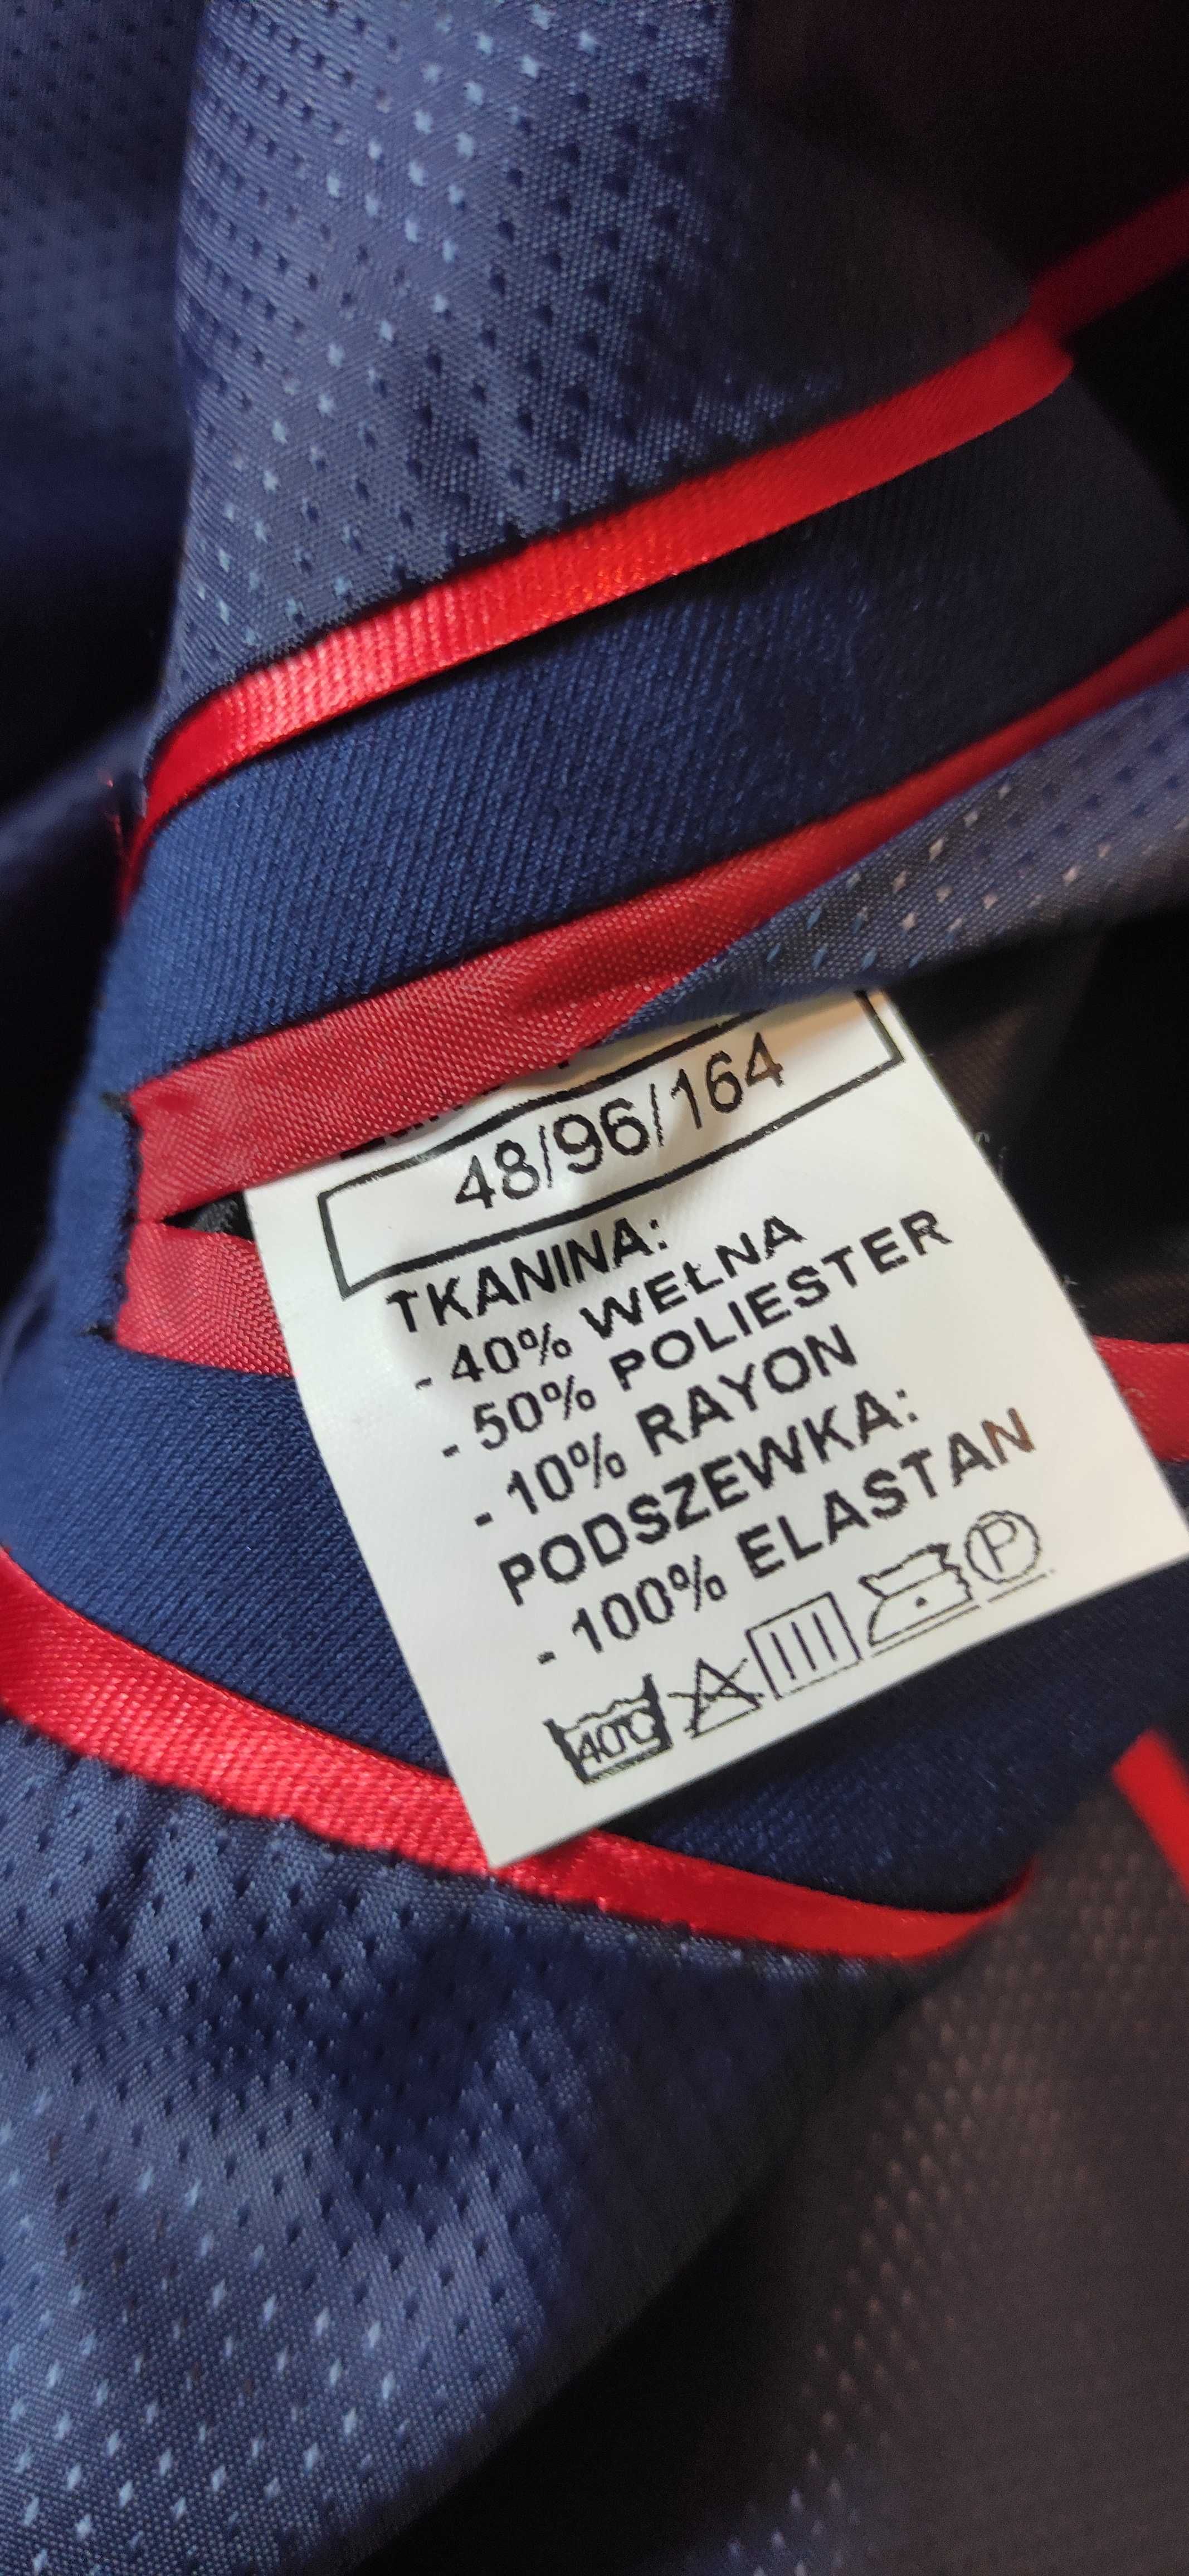 48/96/164
TKANINA:
- 40% WEŁNA
- 50% POLIESTER
- 10% RAYON
PODSZEWKA:
- 100% ELASTAN
40°C
P